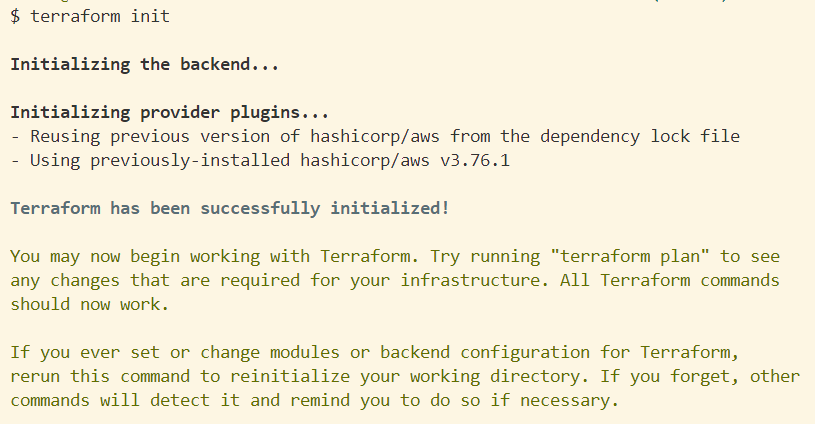 $ terraform init
Initializing the backend...
Initializing provider plugins...
- Reusing previous version of hashicorp/aws from the dependency lock file
- Using previously-installed hashicorp/aws v3.76.1
Terraform has been successfully initialized!
You may now begin working with Terraform. Try running "terraform plan" to see
any changes that are required for your infrastructure. All Terraform commands
should now work.
If you ever set or change modules or backend configuration for Terraform,
rerun this command to reinitialize your working directory. If you forget, other
commands will detect it and remind you to do so if necessary.